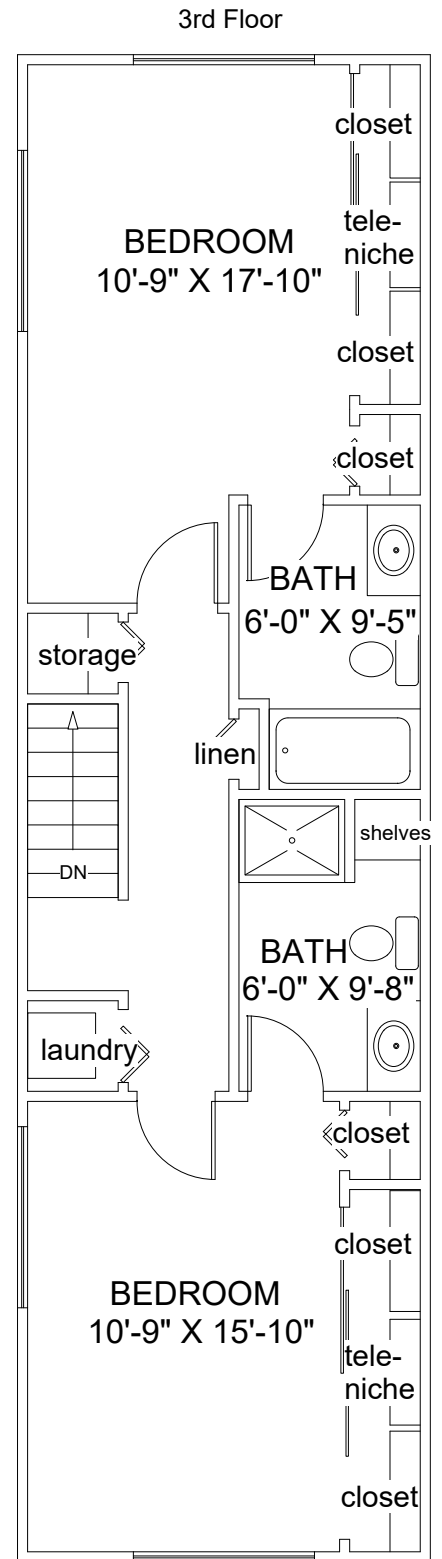 3rd Floor
closet
tele-
niche
BEDROOM
10'-9" X 17'-10"
closet
closet
BATH
6'-0" X 9'-5"
storage
linen
shelves
DN
BATH
6'-0" X 9'-8"
laundry
closet
closet
BEDROOM
10'-9" X 15'-10"
tele-
niche
closet